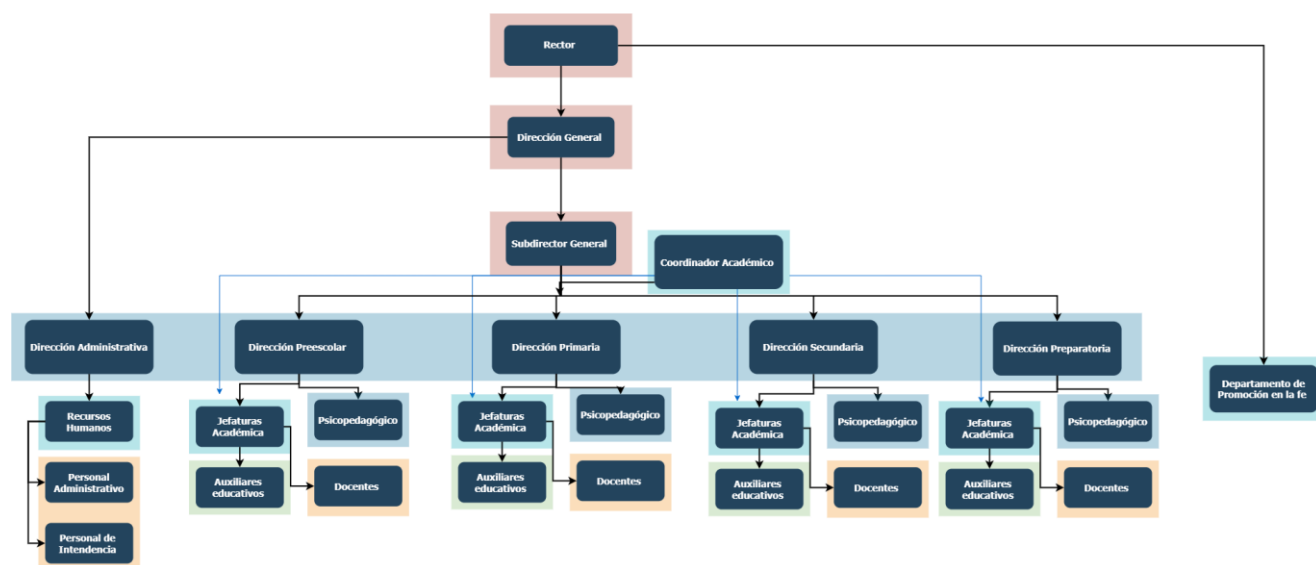 Rector
Dirección General
Subdirector General
Coordinador Académico
Dirección Administrativa
Dirección Preescolar
Dirección Primaria
Dirección Secundaria
Dirección Preparatoria
Departamento de
Promoción en la fe
Recursos
Humanos
Jefaturas
Académica
Psicopedagógico
Jefaturas
Académica
Psicopedagógico
Jefaturas
Académica
Psicopedagógico
Jefaturas
Académica
Psicopedagógico
Personal
Administrativo
Auxiliares
educativos
Docentes
Auxiliares
educativos
Docentes
Auxiliares
educativos
Docentes
Auxiliares
educativos
Docentes
Personal de
Intendencia